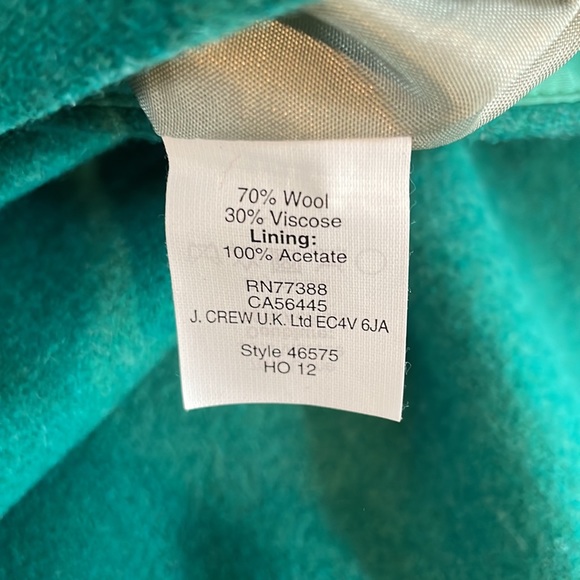 70% Wool
30% Viscose
Lining:
100% Acetate
RN77388
CA56445
J. CREW U.K. Ltd EC4V 6JA
Style 46575
HO 12